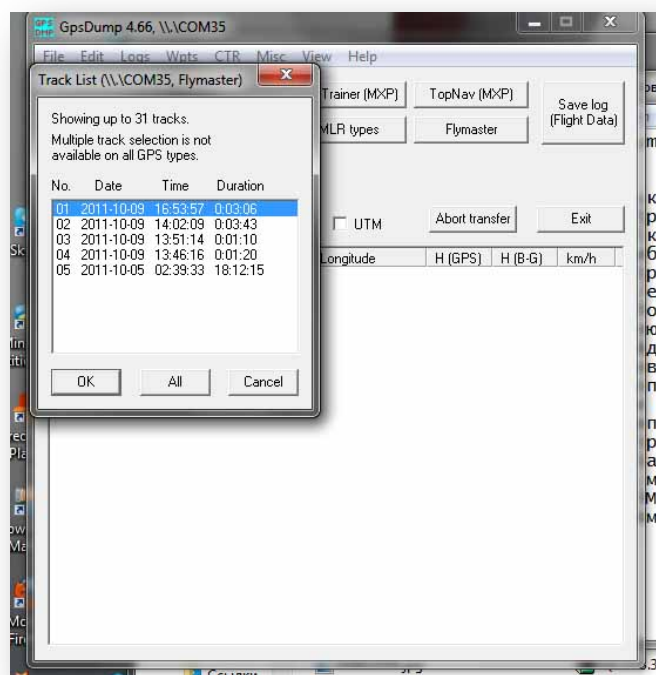 GpsDump 4.66, \\.\COM35
File Edit Logs Wpts CTR Misc View Help
Track List (\\.\COM35, Flymaster)
Trainer (MXP)
TopNav (MXP)
Save log
(Flight Data)
MLR types
Flymaster
Showing up to 31 tracks.
Multiple track selection is not
available on all GPS types.
No. Date Time Duration
01 2011-10-09 16:53:57 0:03:06
02 2011-10-09 14:02:09 0:03:43
03 2011-10-09 13:51:14 0:01:10
04 2011-10-09 13:46:16 0:01:20
05 2011-10-05 02:39:33 18:12:15
UTM
Abort transfer
Exit
Longitude H (GPS) H (B-G) km/h
OK
All
Cancel